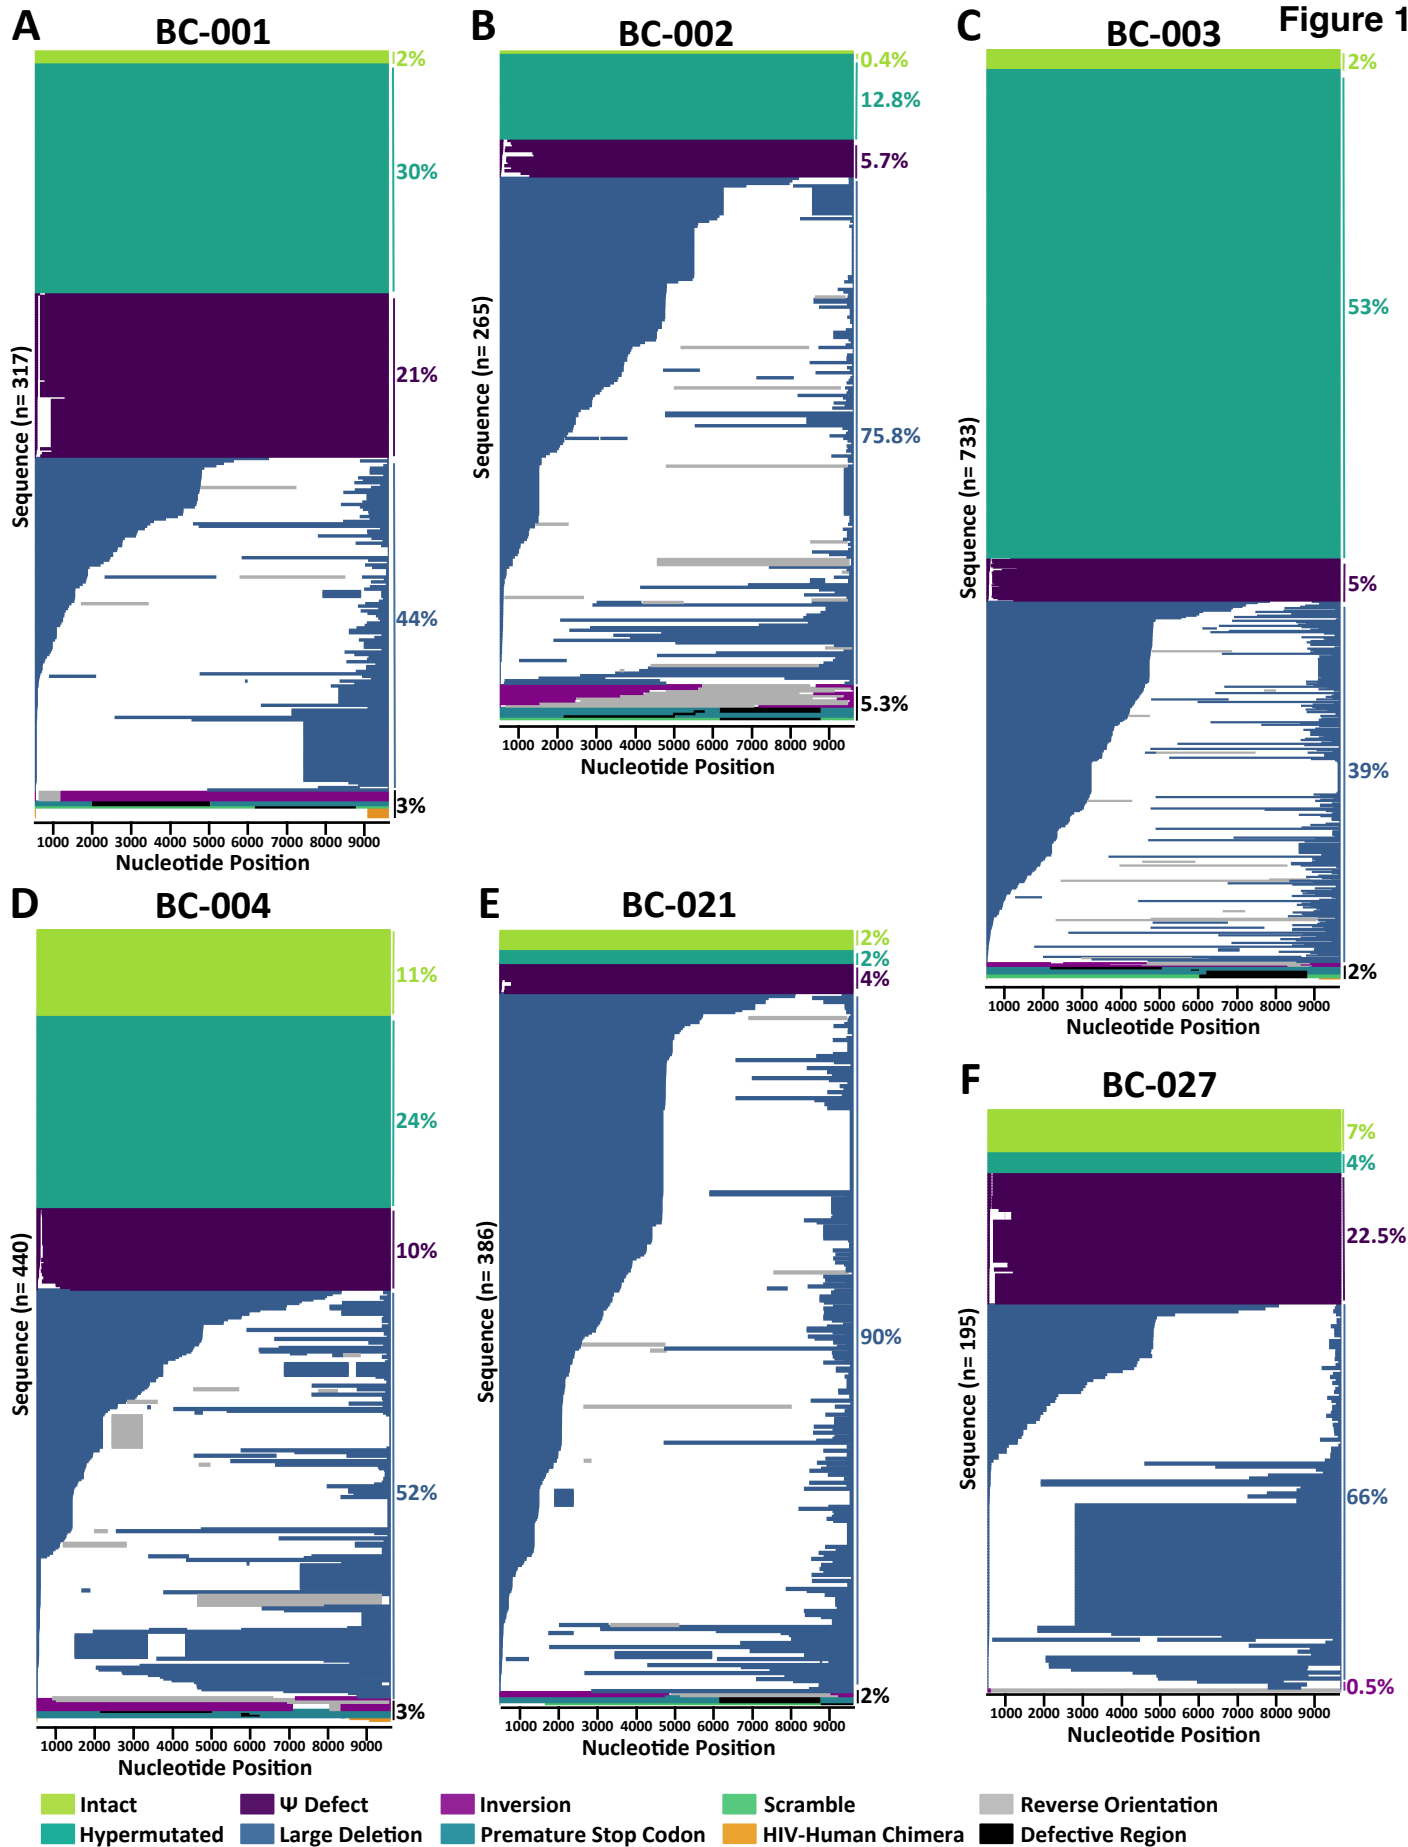 Figure 1
A
BC-001
2%
30%
21%
44%
3%
Sequence (n= 317)
1000 2000 3000 4000 5000 6000 7000 8000 9000
Nucleotide Position
B
BC-002
0.4%
12.8%
5.7%
75.8%
5.3%
Sequence (n= 265)
1000 2000 3000 4000 5000 6000 7000 8000 9000
Nucleotide Position
C
BC-003
2%
53%
5%
39%
2%
Sequence (n= 733)
1000 2000 3000 4000 5000 6000 7000 8000 9000
Nucleotide Position
D
BC-004
11%
24%
10%
52%
3%
Sequence (n= 440)
1000 2000 3000 4000 5000 6000 7000 8000 9000
Nucleotide Position
E
BC-021
2%
2%
4%
90%
2%
Sequence (n= 386)
1000 2000 3000 4000 5000 6000 7000 8000 9000
Nucleotide Position
F
BC-027
7%
4%
22.5%
66%
0.5%
Sequence (n= 195)
1000 2000 3000 4000 5000 6000 7000 8000 9000
Nucleotide Position
Intact
Ψ Defect
Inversion
Scramble
Reverse Orientation
Hypermutated
Large Deletion
Premature Stop Codon
HIV-Human Chimera
Defective Region